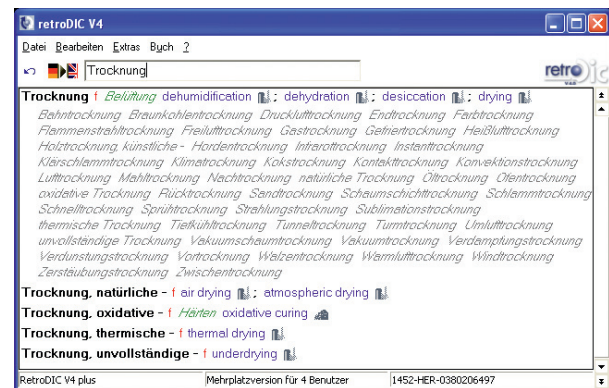 retroDIC V4
Datei Bearbeiten Extras Buch ?
Trocknung retroDic
Trocknung f Belüftung dehumidification ; dehydration ; desiccation ; drying
Bahntrocknung Braunkohlentrocknung Drucklufttrocknung Endtrocknung Farbtrocknung
Flammenstrahltrocknung Freilufttrocknung Gastrocknung Gefriertrocknung Heißlufttrocknung
Holztrocknung, künstliche - Hordentrocknung Infrarottrocknung Instanttrocknung
Klärschlammtrocknung Klimatrocknung Kokstrocknung Kontakttrocknung Konvektionstrocknung
Lufttrocknung Mahltrocknung Nachtrocknung natürliche Trocknung Öltrocknung Ofentrocknung
oxidative Trocknung Rücktrocknung Sandtrocknung Schaumschichttrocknung Schlammtrocknung
Schnelltrocknung Sprühtrocknung Strahlungstrocknung Sublimationstrocknung
thermische Trocknung Tiefkühltrocknung Tunneltrocknung Turmtrocknung Umlufttrocknung
unvollständige Trocknung Vakuumschaumtrocknung Vakuumtrocknung Verdampfungstrocknung
Verdunstungstrocknung Vortrocknung Walzentrocknung Warmlufttrocknung Windtrocknung
Zerstäubungstrocknung Zwischentrocknung
Trocknung, natürliche - f air drying ; atmospheric drying
Trocknung, oxidative - f Härten oxidative curing
Trocknung, thermische - f thermal drying
Trocknung, unvollständige - f underdrying
RetroDIC V4 plus Mehrplatzversion für 4 Benutzer 1452-HER-0380206497